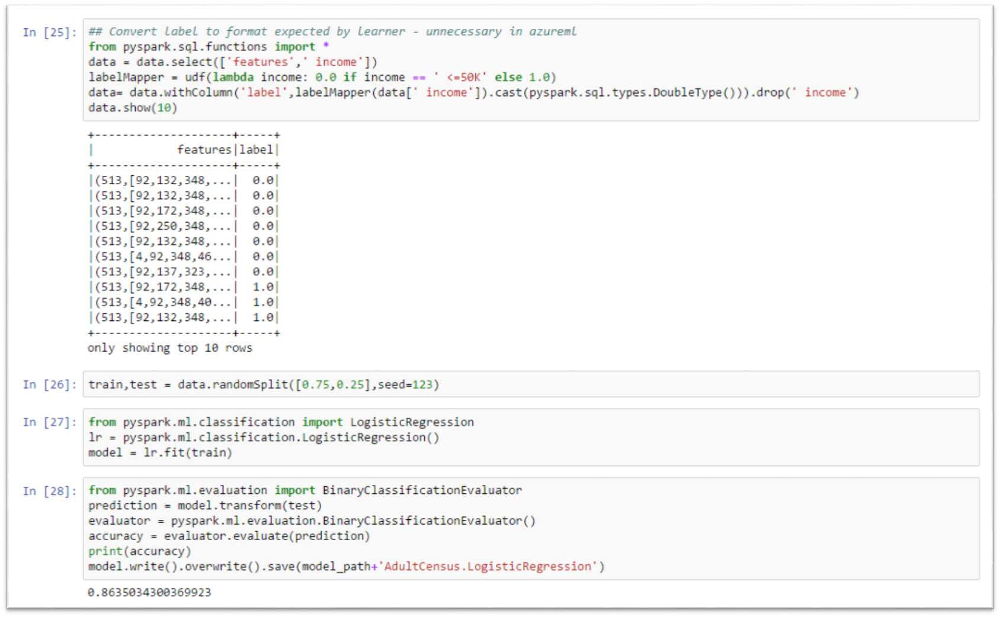 In [25]: ## Convert label to format expected by learner - unnecessary in azureml
from pyspark.sql.functions import *
data = data.select(['features',' income'])
labelMapper = udf(lambda income: 0.0 if income == ' <=50K' else 1.0)
data= data.withColumn('label',labelMapper(data[' income']).cast(pyspark.sql.types.DoubleType())).drop(' income')
data.show(10)
+--------------------+-----+
|            features|label|
+--------------------+-----+
|(513,[92,132,348,...|  0.0|
|(513,[92,132,348,...|  0.0|
|(513,[92,172,348,...|  0.0|
|(513,[92,250,348,...|  0.0|
|(513,[92,132,348,...|  0.0|
|(513,[4,92,348,46...|  0.0|
|(513,[92,137,323,...|  0.0|
|(513,[92,172,348,...|  1.0|
|(513,[4,92,348,40...|  1.0|
|(513,[92,132,348,...|  1.0|
+--------------------+-----+
only showing top 10 rows
In [26]: train,test = data.randomSplit([0.75,0.25],seed=123)
In [27]: from pyspark.ml.classification import LogisticRegression
lr = pyspark.ml.classification.LogisticRegression()
model = lr.fit(train)
In [28]: from pyspark.ml.evaluation import BinaryClassificationEvaluator
prediction = model.transform(test)
evaluator = pyspark.ml.evaluation.BinaryClassificationEvaluator()
accuracy = evaluator.evaluate(prediction)
print(accuracy)
model.write().overwrite().save(model_path+'AdultCensus.LogisticRegression')
0.8635034300369923